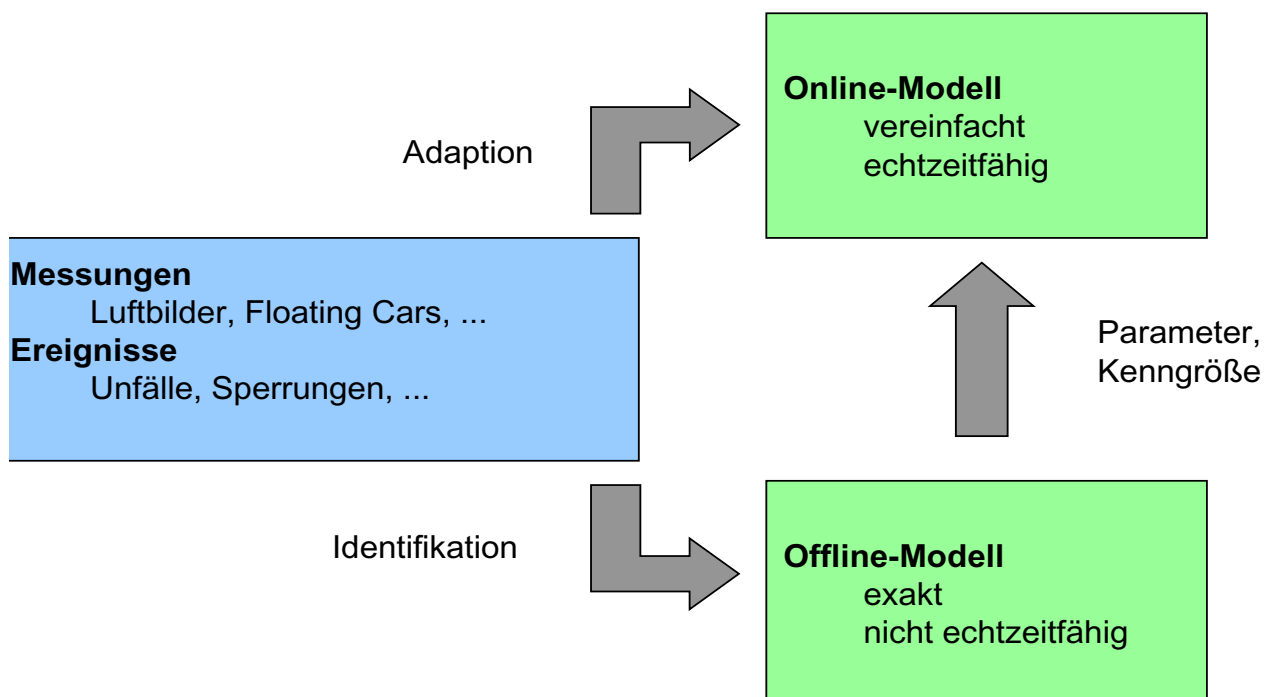 Online-Modell
vereinfacht
echtzeitfähig
Adaption
Messungen
Luftbilder, Floating Cars, ...
Ereignisse
Unfälle, Sperrungen, ...
Parameter,
Kenngröße
Identifikation
Offline-Modell
exakt
nicht echtzeitfähig